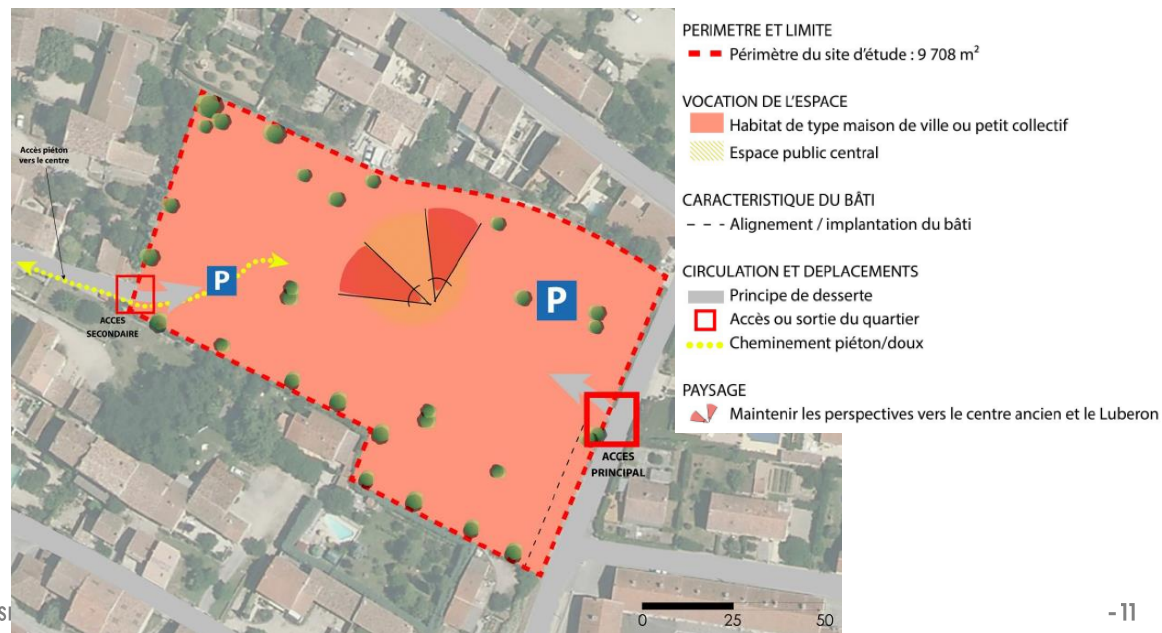 PERIMETRE ET LIMITE
Périmètre du site d'étude : 9 708 m²
VOCATION DE L'ESPACE
Habitat de type maison de ville ou petit collectif
Espace public central
CARACTERISTIQUE DU BÂTI
Alignement / implantation du bâti
CIRCULATION ET DEPLACEMENTS
Principe de desserte
Accès ou sortie du quartier
Cheminement piéton/doux
PAYSAGE
Maintenir les perspectives vers le centre ancien et le Luberon
Accès piéton
vers le centre
P
P
ACCES
SECONDAIRE
ACCES
PRINCIPAL
0 25 50
- 11